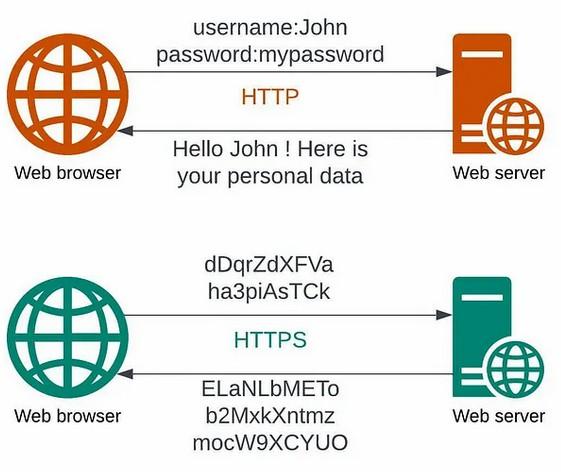 username:John
password:mypassword
HTTP
Hello John ! Here is
your personal data
Web browser
Web server
dDqrZdXFVa
ha3piAsTCk
HTTPS
ELaNLbMETo
b2MxkXntmz
mocW9XCYUO
Web browser
Web server